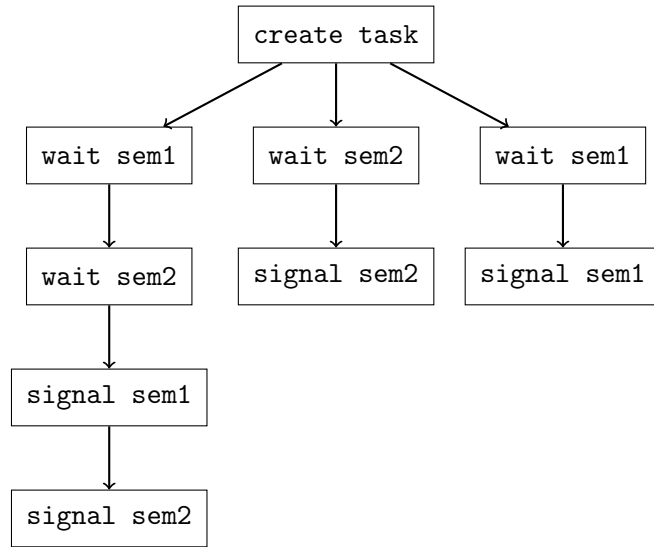 create task
wait sem1
wait sem2
wait sem1
wait sem2
signal sem2
signal sem1
signal sem1
signal sem2